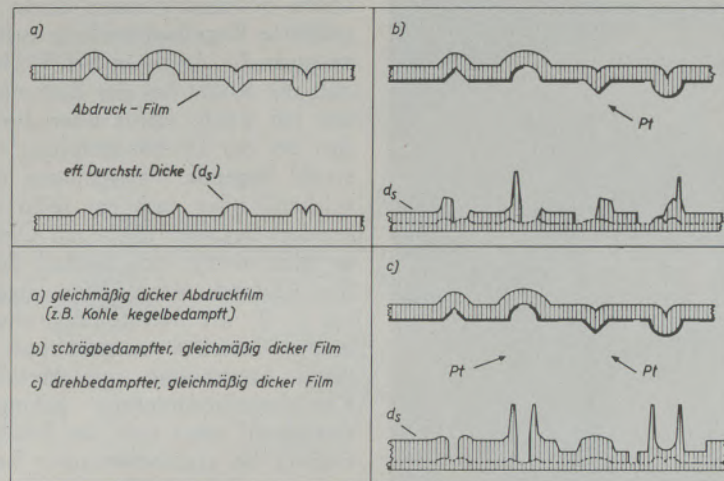 a)
Abdruck – Film
eff. Durchstr. Dicke (ds)
b)
Pt
ds
a) gleichmäßig dicker Abdruckfilm
(z.B. Kohle kegelbedampft)
b) schrägbedampfter, gleichmäßig dicker Film
c) drehbedampfter, gleichmäßig dicker Film
c)
Pt
Pt
ds